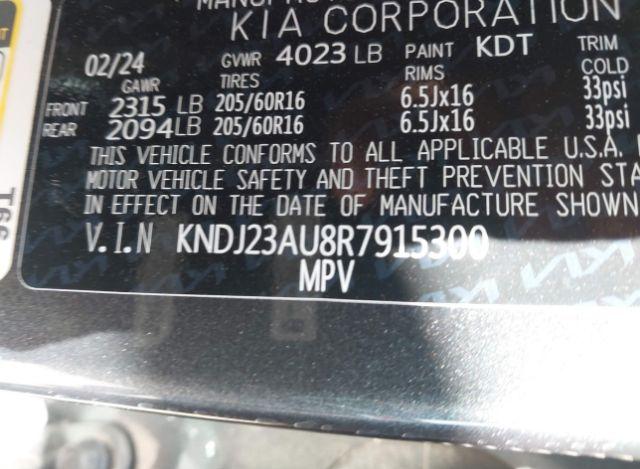 KIA CORPORATION
02/24 GVWR 4023 LB PAINT KDT TRIM
GAWR TIRES RIMS COLD
FRONT 2315 LB 205/60R16 6.5Jx16 33psi
REAR 2094LB 205/60R16 6.5Jx16 33psi
THIS VEHICLE CONFORMS TO ALL APPLICABLE U.S.A.
MOTOR VEHICLE SAFETY AND THEFT PREVENTION STA
IN EFFECT ON THE DATE OF MANUFACTURE SHOWN
V.I.N KNDJ23AU8R7915300
MPV
T66